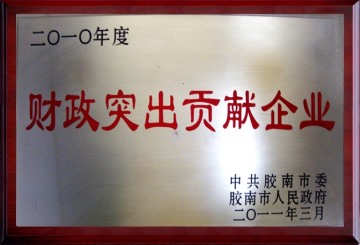 二〇一〇年度
财政突出贡献企业
中共胶南市委
胶南市人民政府
二〇一一年三月